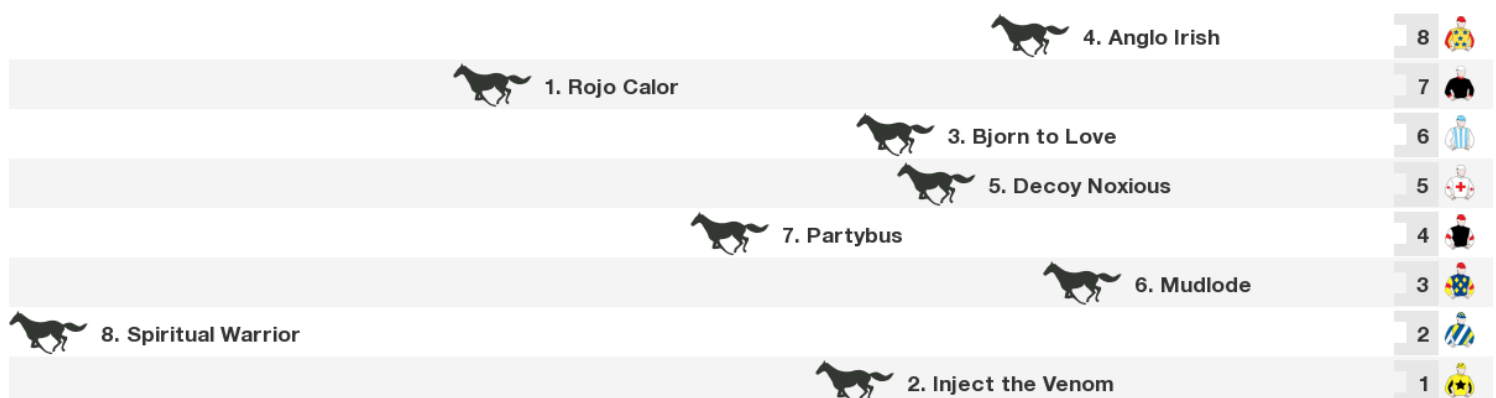 4. Anglo Irish 8
1. Rojo Calor 7
3. Bjorn to Love 6
5. Decoy Noxious 5
7. Partybus 4
6. Mudlode 3
8. Spiritual Warrior 2
2. Inject the Venom 1